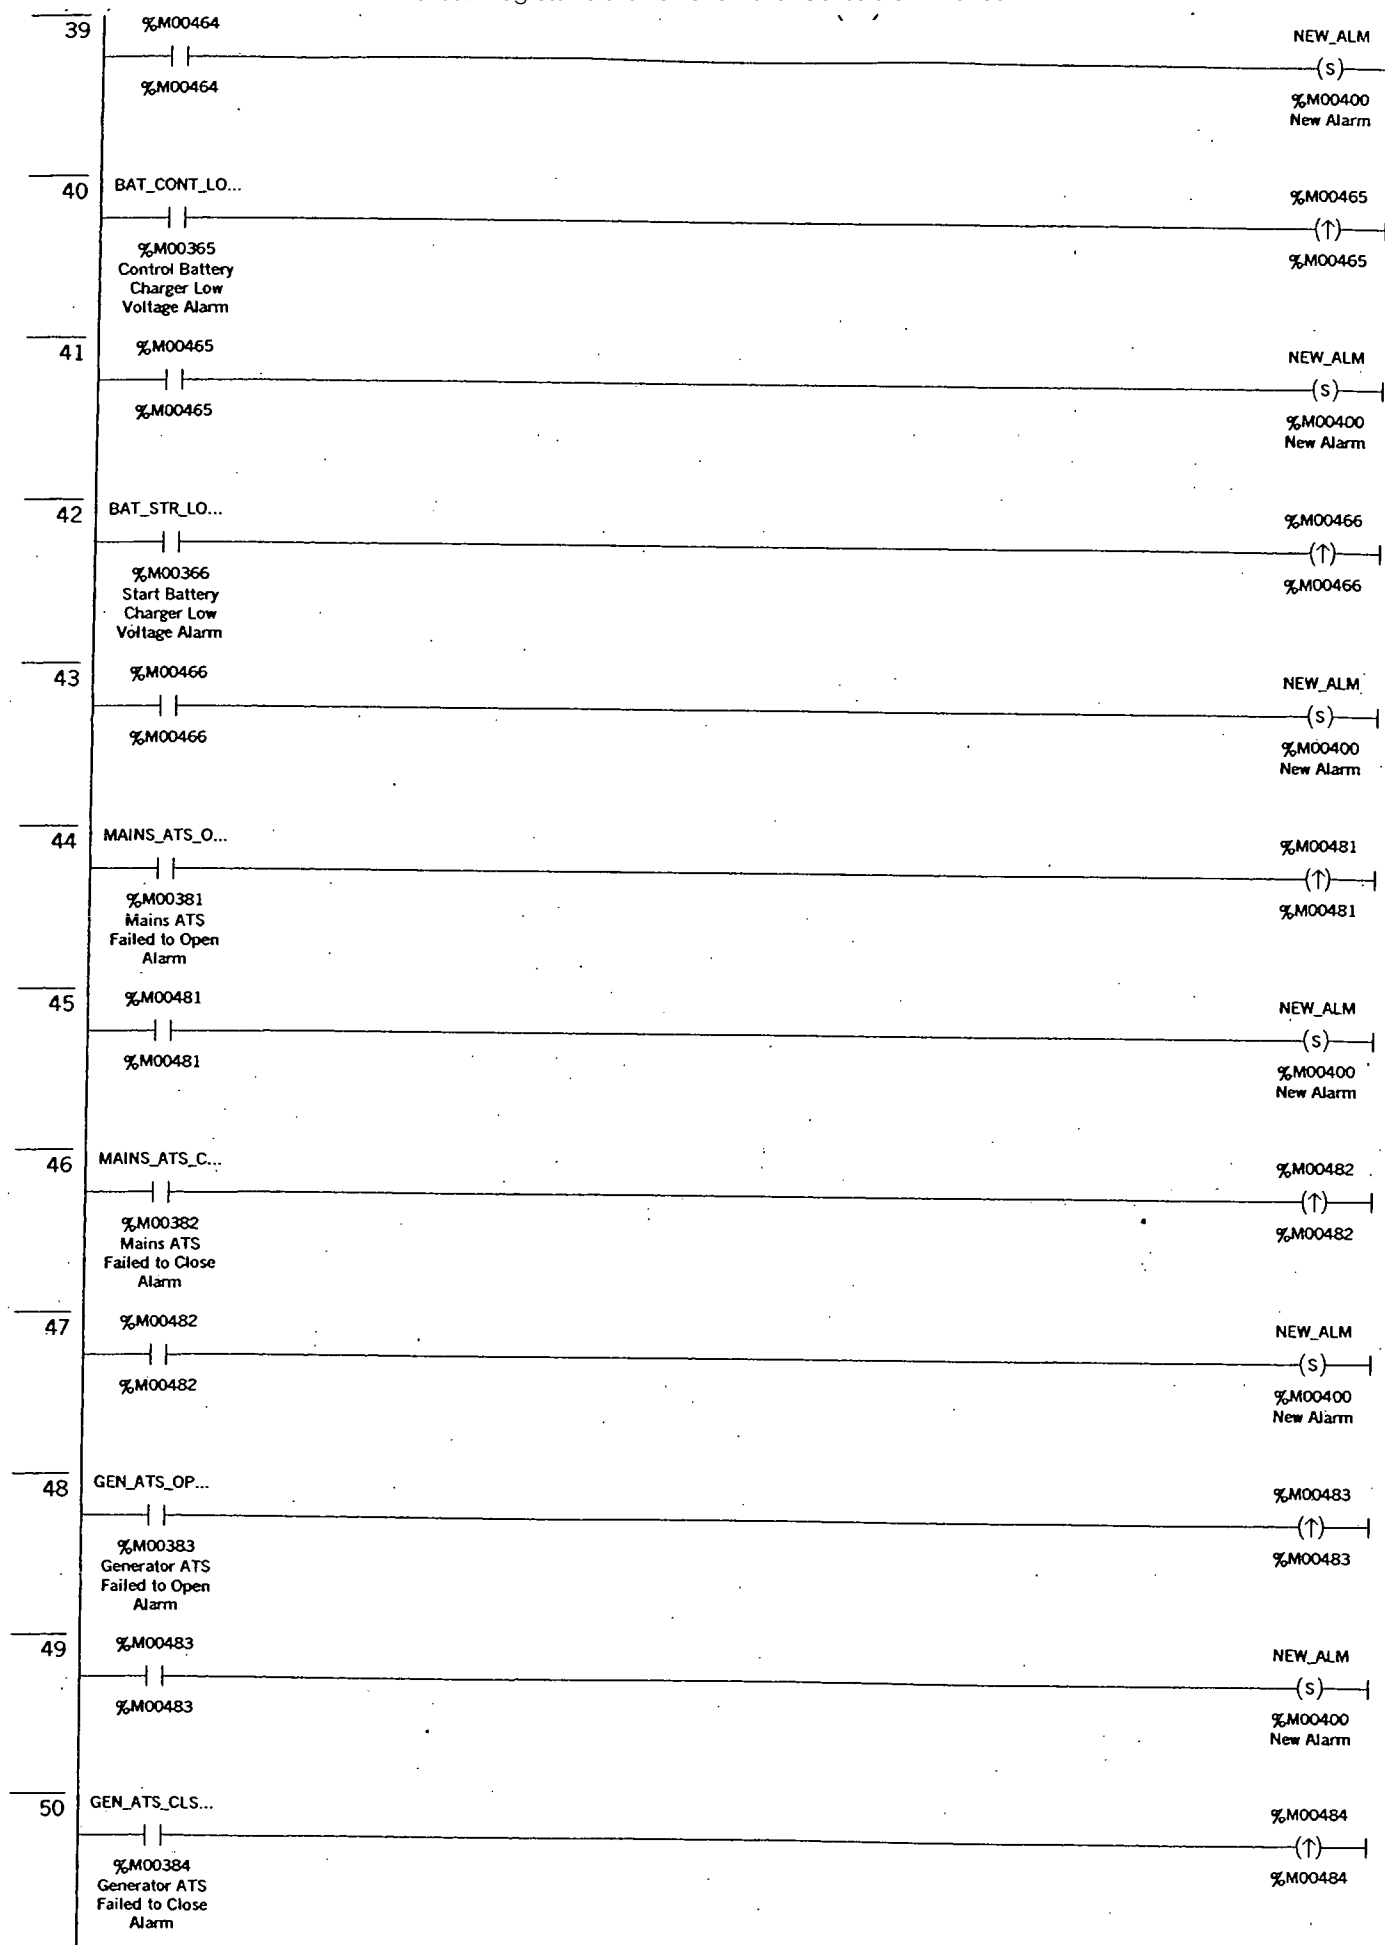 39
%M00464
NEW_ALM
(S)
%M00464
%M00400
New Alarm
40
BAT_CONT_LO...
%M00465
(↑)
%M00365
Control Battery
Charger Low
Voltage Alarm
%M00465
41
%M00465
NEW_ALM
(S)
%M00465
%M00400
New Alarm
42
BAT_STR_LO...
%M00466
(↑)
%M00366
Start Battery
Charger Low
Voltage Alarm
%M00466
43
%M00466
NEW_ALM
(S)
%M00466
%M00400
New Alarm
44
MAINS_ATS_O...
%M00481
(↑)
%M00381
Mains ATS
Failed to Open
Alarm
%M00481
45
%M00481
NEW_ALM
(S)
%M00481
%M00400
New Alarm
46
MAINS_ATS_C...
%M00482
(↑)
%M00382
Mains ATS
Failed to Close
Alarm
%M00482
47
%M00482
NEW_ALM
(S)
%M00482
%M00400
New Alarm
48
GEN_ATS_OP...
%M00483
(↑)
%M00383
Generator ATS
Failed to Open
Alarm
%M00483
49
%M00483
NEW_ALM
(S)
%M00483
%M00400
New Alarm
50
GEN_ATS_CLS...
%M00484
(↑)
%M00384
Generator ATS
Failed to Close
Alarm
%M00484